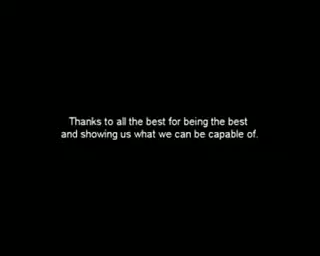 Thanks to all the best for being the best
and showing us what we can be capable of.